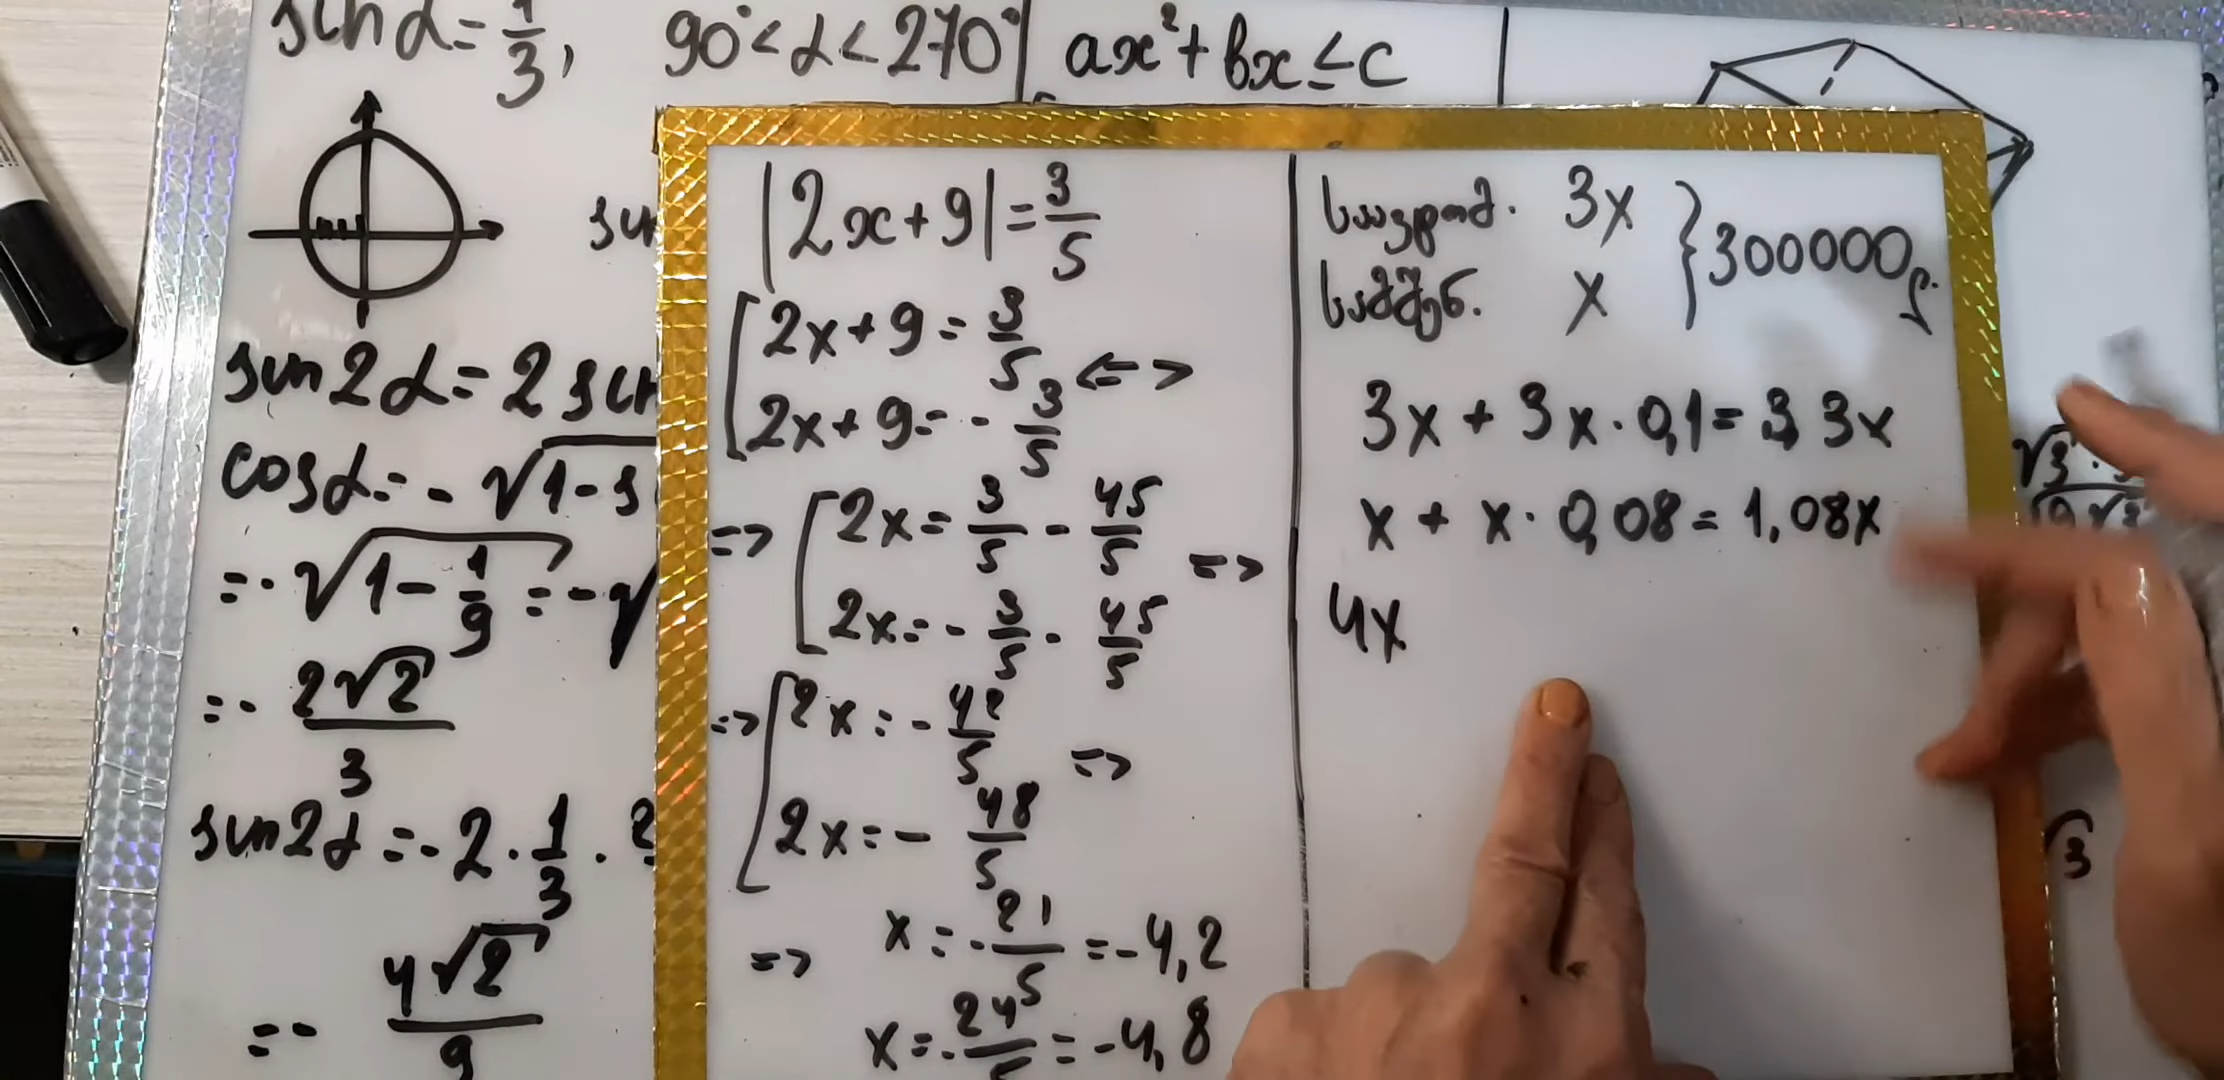 sin α = 1/3, 90° < α < 270°
ax² + bx ≤ c
sin 2α = 2 sin
cos α = - √1 -
= - √1 - 1/9 = - √
= - 2√2/3
sin 2α = - 2 · 1/3 ·
= - 4√2/9
|2x + 9| = 3/5
[ 2x + 9 = 3/5
2x + 9 = - 3/5 <=>
=> [ 2x = 3/5 - 45/5
2x = - 3/5 - 45/5 =>
=> [ 2x = - 42/5
2x = - 48/5 =>
=> x = - 21/5 = - 4,2
x = - 24/5 = - 4,8
საავტომ. 3x
სამშენ. x } 300000
3x + 3x · 0,1 = 3,3x
x + x · 0,08 = 1,08x
4x
√3